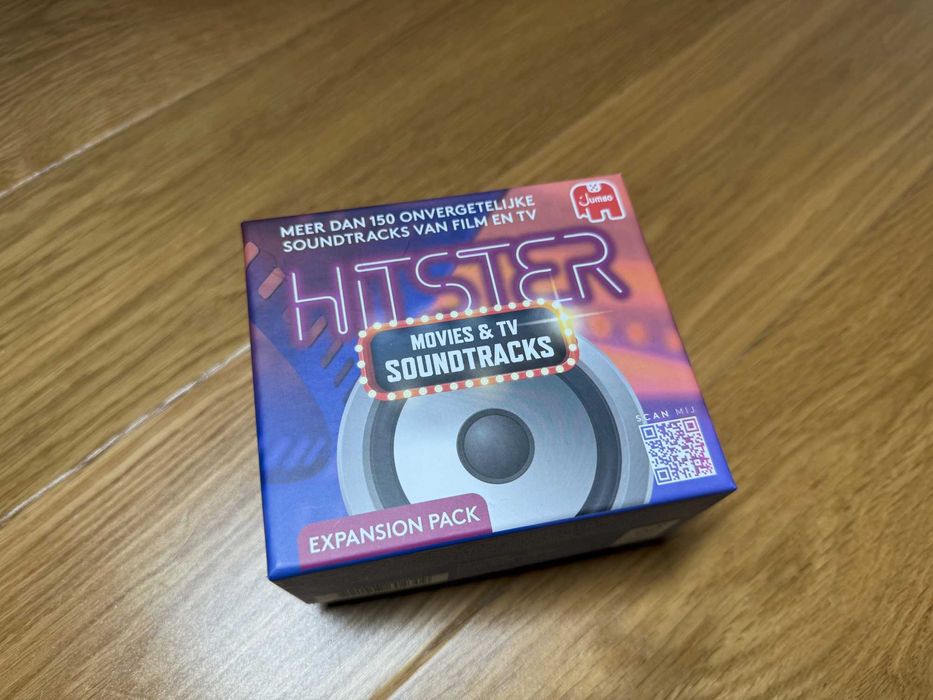 MEER DAN 150 ONVERGETELIJKE
SOUNDTRACKS VAN FILM EN TV
Jumbo
HITSTER
MOVIES & TV
SOUNDTRACKS
SCAN MIJ
EXPANSION PACK